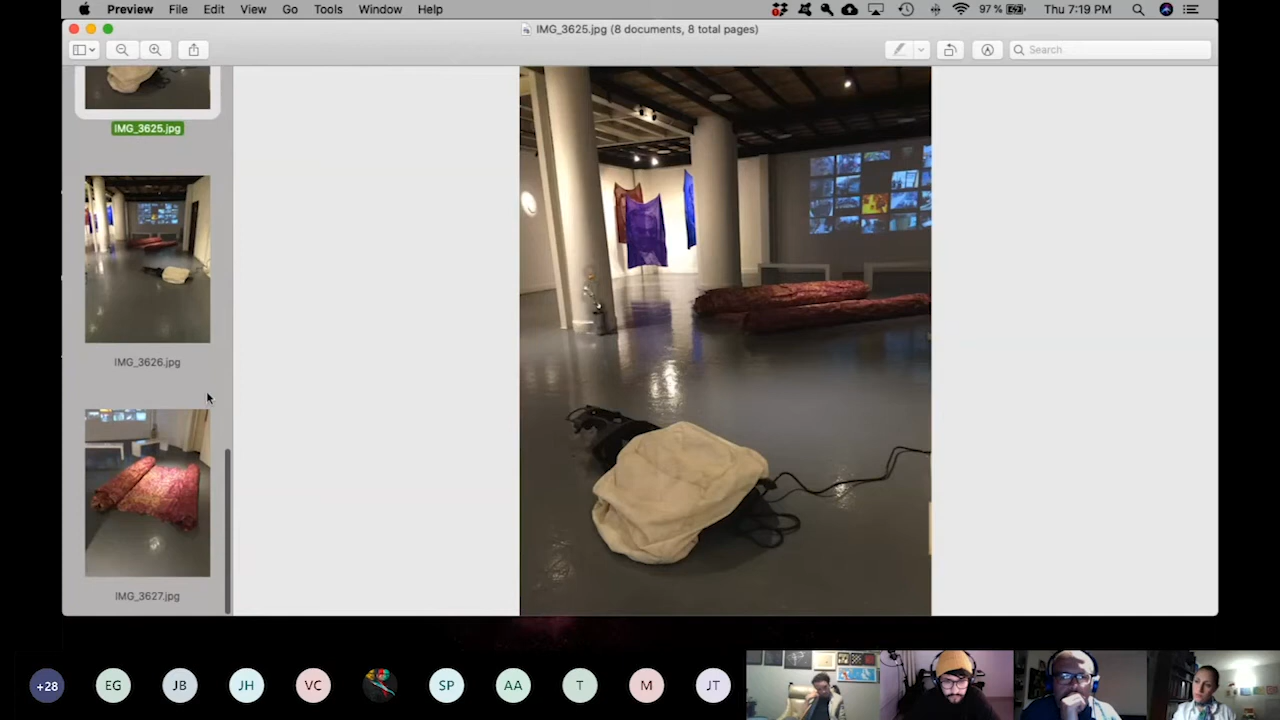 Preview File Edit View Go Tools Window Help 97% Thu 7:19 PM
IMG_3625.jpg (8 documents, 8 total pages)
Search
IMG_3625.jpg
IMG_3626.jpg
IMG_3627.jpg
+28 EG JB JH VC SP AA T M JT